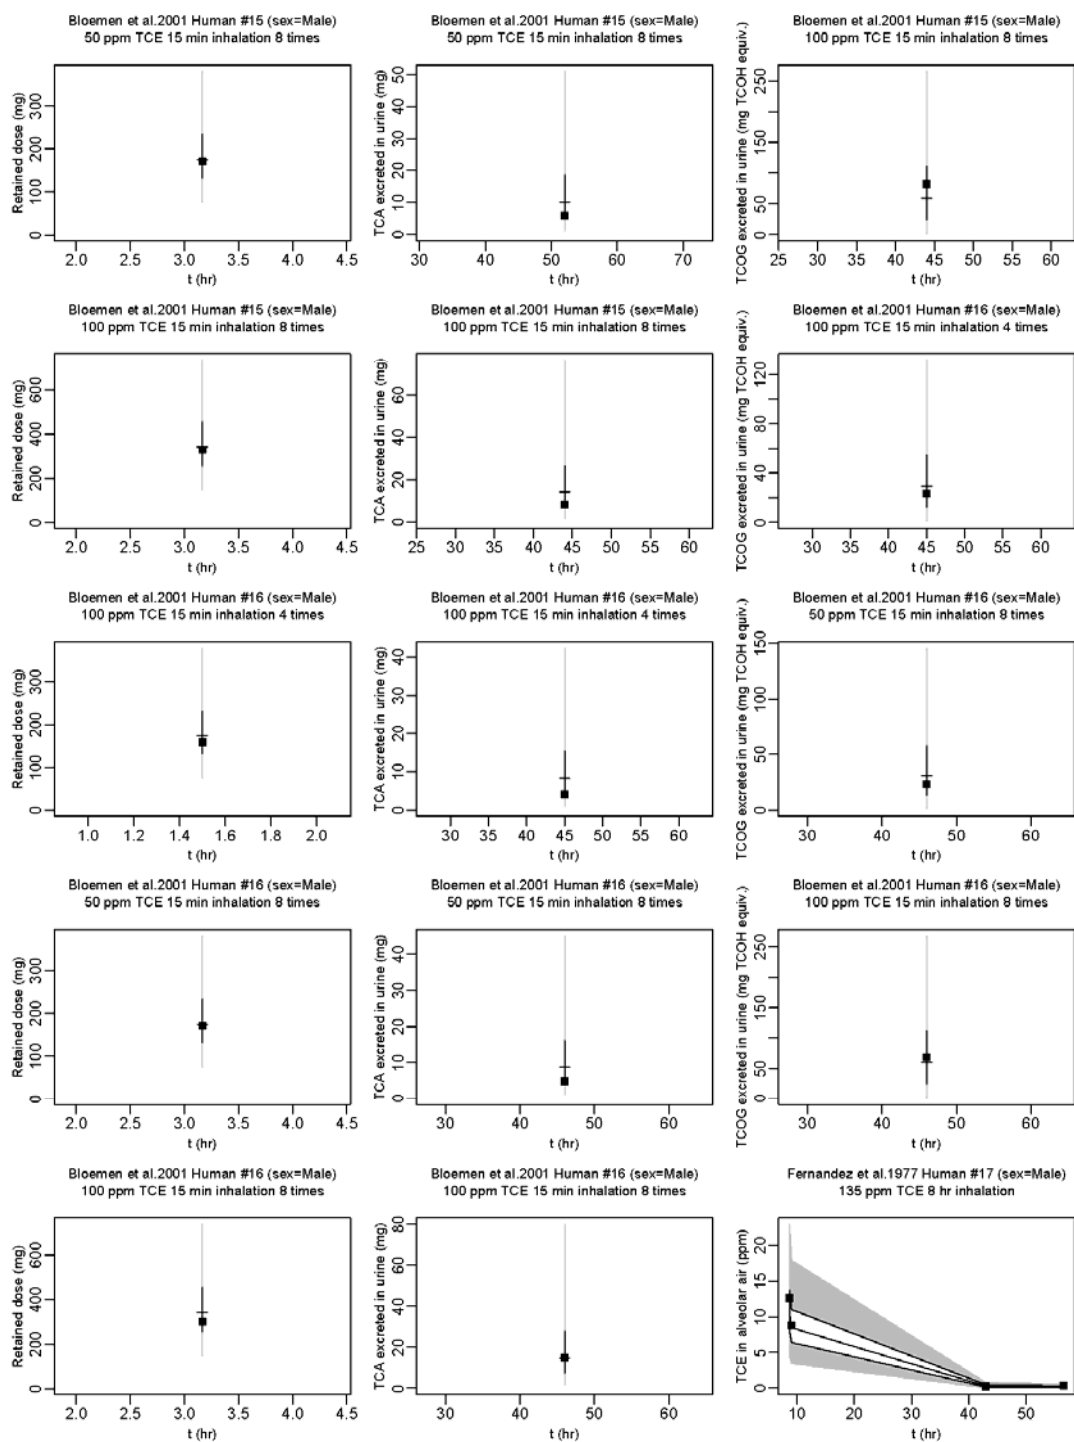 Bloemen et al.2001 Human #15 (sex=Male)
50 ppm TCE 15 min inhalation 8 times
Retained dose (mg)
0 100 200 300
2.0 2.5 3.0 3.5 4.0 4.5
t (hr)
Bloemen et al.2001 Human #15 (sex=Male)
50 ppm TCE 15 min inhalation 8 times
TCA excreted in urine (mg)
0 10 20 30 40 50
30 40 50 60 70
t (hr)
Bloemen et al.2001 Human #15 (sex=Male)
100 ppm TCE 15 min inhalation 8 times
TCOG excreted in urine (mg TCOH equiv.)
0 50 150 250
25 30 35 40 45 50 55 60
t (hr)
Bloemen et al.2001 Human #15 (sex=Male)
100 ppm TCE 15 min inhalation 8 times
Retained dose (mg)
0 200 400 600
2.0 2.5 3.0 3.5 4.0 4.5
t (hr)
Bloemen et al.2001 Human #15 (sex=Male)
100 ppm TCE 15 min inhalation 8 times
TCA excreted in urine (mg)
0 20 40 60
25 30 35 40 45 50 55 60
t (hr)
Bloemen et al.2001 Human #16 (sex=Male)
100 ppm TCE 15 min inhalation 4 times
TCOG excreted in urine (mg TCOH equiv.)
0 40 80 120
30 35 40 45 50 55 60
t (hr)
Bloemen et al.2001 Human #16 (sex=Male)
100 ppm TCE 15 min inhalation 4 times
Retained dose (mg)
0 100 200 300
1.0 1.2 1.4 1.6 1.8 2.0
t (hr)
Bloemen et al.2001 Human #16 (sex=Male)
100 ppm TCE 15 min inhalation 4 times
TCA excreted in urine (mg)
0 10 20 30 40
30 35 40 45 50 55 60
t (hr)
Bloemen et al.2001 Human #16 (sex=Male)
50 ppm TCE 15 min inhalation 8 times
TCOG excreted in urine (mg TCOH equiv.)
0 50 100 150
30 40 50 60
t (hr)
Bloemen et al.2001 Human #16 (sex=Male)
50 ppm TCE 15 min inhalation 8 times
Retained dose (mg)
0 100 200 300
2.0 2.5 3.0 3.5 4.0 4.5
t (hr)
Bloemen et al.2001 Human #16 (sex=Male)
50 ppm TCE 15 min inhalation 8 times
TCA excreted in urine (mg)
0 10 20 30 40
30 40 50 60
t (hr)
Bloemen et al.2001 Human #16 (sex=Male)
100 ppm TCE 15 min inhalation 8 times
TCOG excreted in urine (mg TCOH equiv.)
0 50 150 250
30 40 50 60
t (hr)
Bloemen et al.2001 Human #16 (sex=Male)
100 ppm TCE 15 min inhalation 8 times
Retained dose (mg)
0 200 400 600
2.0 2.5 3.0 3.5 4.0 4.5
t (hr)
Bloemen et al.2001 Human #16 (sex=Male)
100 ppm TCE 15 min inhalation 8 times
TCA excreted in urine (mg)
0 20 40 60 80
30 40 50 60
t (hr)
Fernandez et al.1977 Human #17 (sex=Male)
135 ppm TCE 8 hr inhalation
TCE in alveolar air (ppm)
0 5 10 15 20
10 20 30 40 50
t (hr)